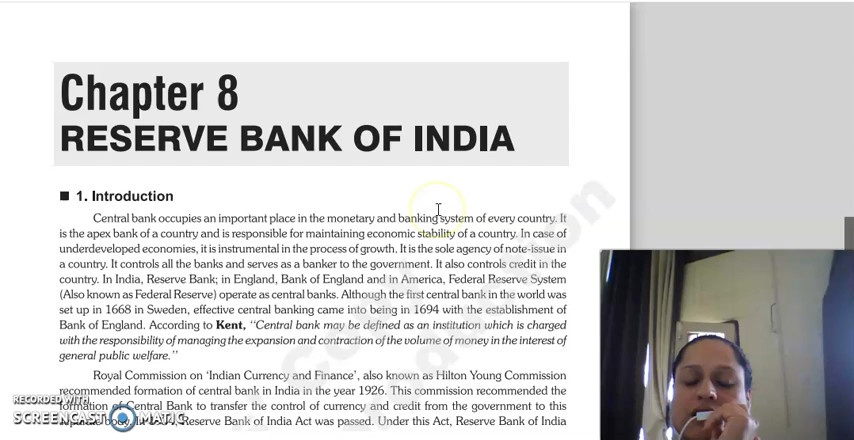 Chapter 8
RESERVE BANK OF INDIA
■ 1. Introduction
Central bank occupies an important place in the monetary and banking system of every country. It
is the apex bank of a country and is responsible for maintaining economic stability of a country. In case of
underdeveloped economies, it is instrumental in the process of growth. It is the sole agency of note-issue in
a country. It controls all the banks and serves as a banker to the government. It also controls credit in the
country. In India, Reserve Bank; in England, Bank of England and in America, Federal Reserve System
(Also known as Federal Reserve) operate as central banks. Although the first central bank in the world was
set up in 1668 in Sweden, effective central banking came into being in 1694 with the establishment of
Bank of England. According to Kent, "Central bank may be defined as an institution which is charged
with the responsibility of managing the expansion and contraction of the volume of money in the interest of
general public welfare."
Royal Commission on 'Indian Currency and Finance', also known as Hilton Young Commission
recommended formation of central bank in India in the year 1926. This commission recommended the
formation of Central Bank to transfer the control of currency and credit from the government to this
body. In Reserve Bank of India Act was passed. Under this Act, Reserve Bank of India
RECORDED WITH
SCREENCAST MATIC